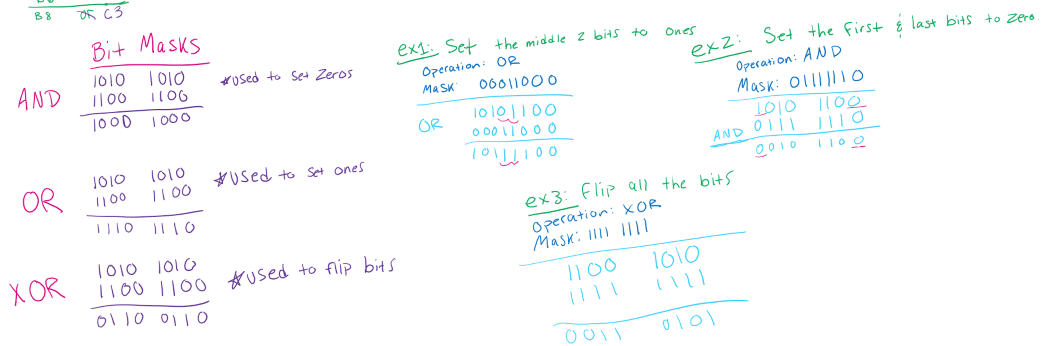 B8 OR C3
Bit Masks
AND
1010 1010 *used to set zeros
1100 1100
1000 1000
OR
1010 1010 *used to set ones
1100 1100
1110 1110
XOR
1010 1010
1100 1100 *used to flip bits
0110 0110
ex1: Set the middle 2 bits to ones
Operation: OR
Mask: 00011000
OR
10101100
00011000
10111100
ex2: Set the First & last bits to Zero
Operation: AND
Mask: 01111110
1010 1100
AND 0111 1110
0010 1100
ex3: Flip all the bits
Operation: XOR
Mask: 1111 1111
1100 1010
1111 1111
0011 0101